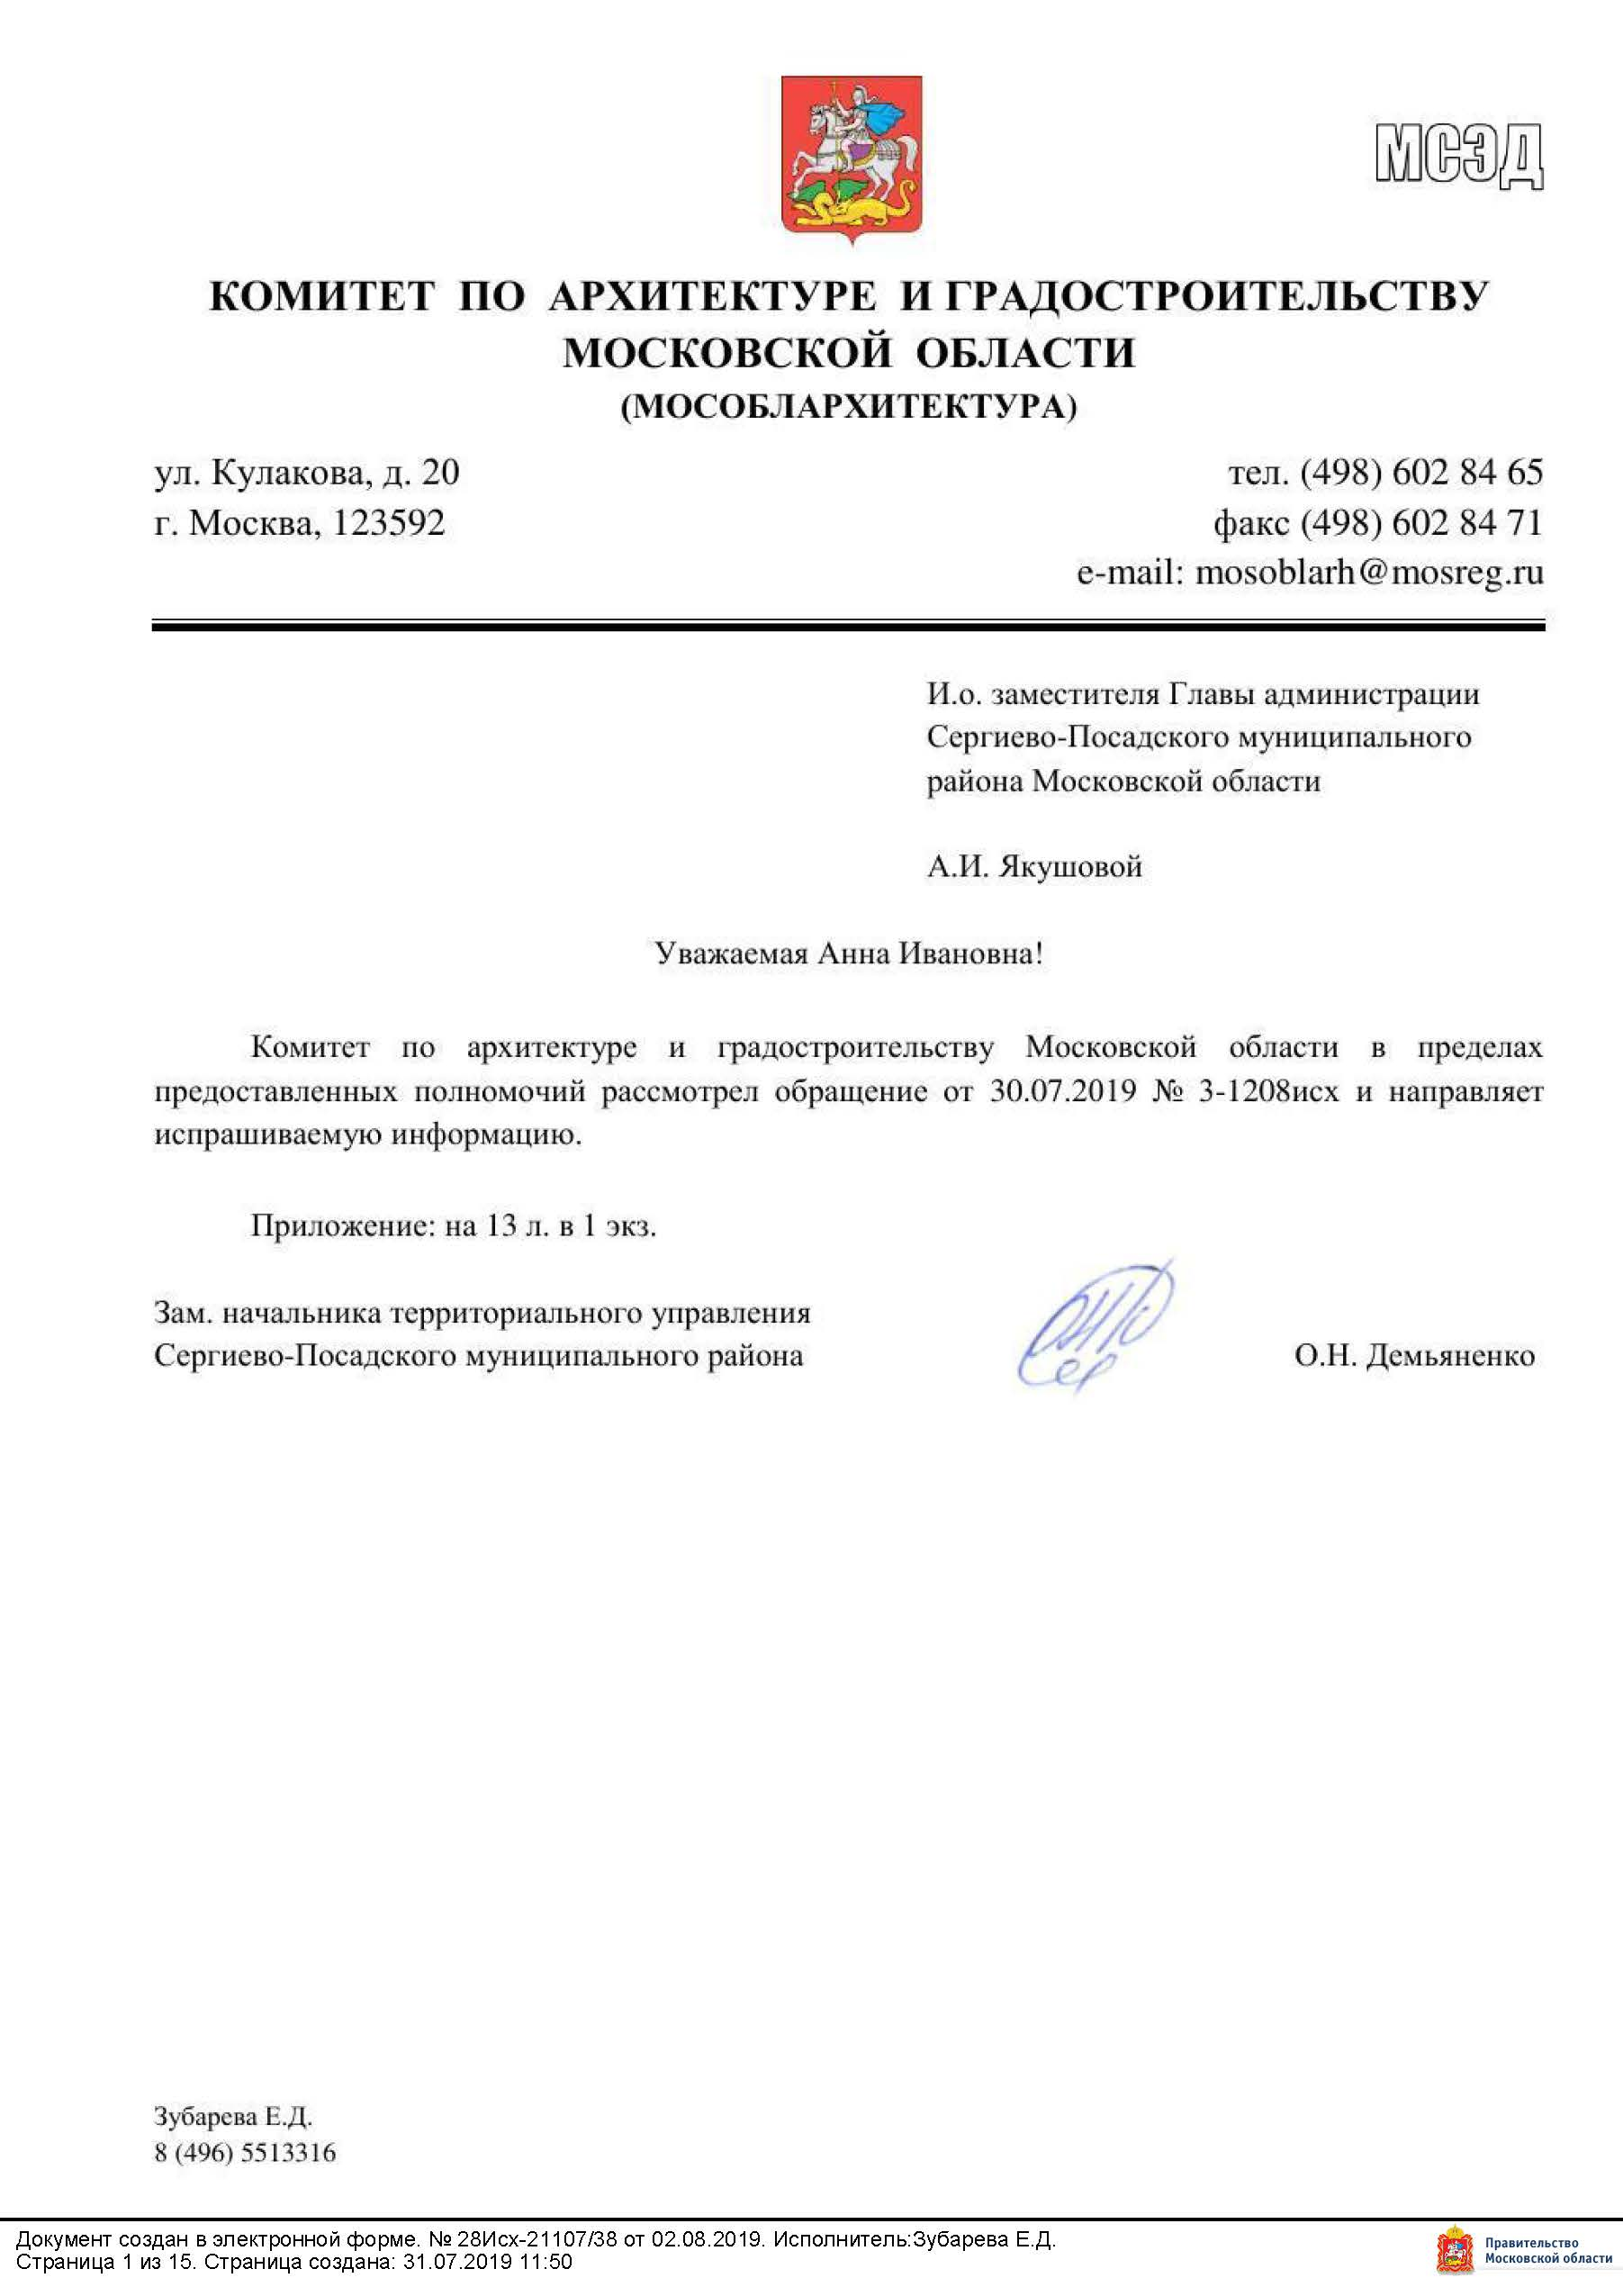 МСЭД
КОМИТЕТ ПО АРХИТЕКТУРЕ И ГРАДОСТРОИТЕЛЬСТВУ
МОСКОВСКОЙ ОБЛАСТИ
(МОСОБЛАРХИТЕКТУРА)
ул. Кулакова, д. 20
г. Москва, 123592
тел. (498) 602 84 65
факс (498) 602 84 71
e-mail: mosoblarh@mosreg.ru
И.о. заместителя Главы администрации
Сергиево-Посадского муниципального
района Московской области
А.И. Якушовой
Уважаемая Анна Ивановна!
Комитет по архитектуре и градостроительству Московской области в пределах
предоставленных полномочий рассмотрел обращение от 30.07.2019 № 3-1208исх и направляет
испрашиваемую информацию.
Приложение: на 13 л. в 1 экз.
Зам. начальника территориального управления
Сергиево-Посадского муниципального района
О.Н. Демьяненко
Зубарева Е.Д.
8 (496) 5513316
Документ создан в электронной форме. № 28Исх-21107/38 от 02.08.2019. Исполнитель:Зубарева Е.Д.
Страница 1 из 15. Страница создана: 31.07.2019 11:50
Правительство
Московской области